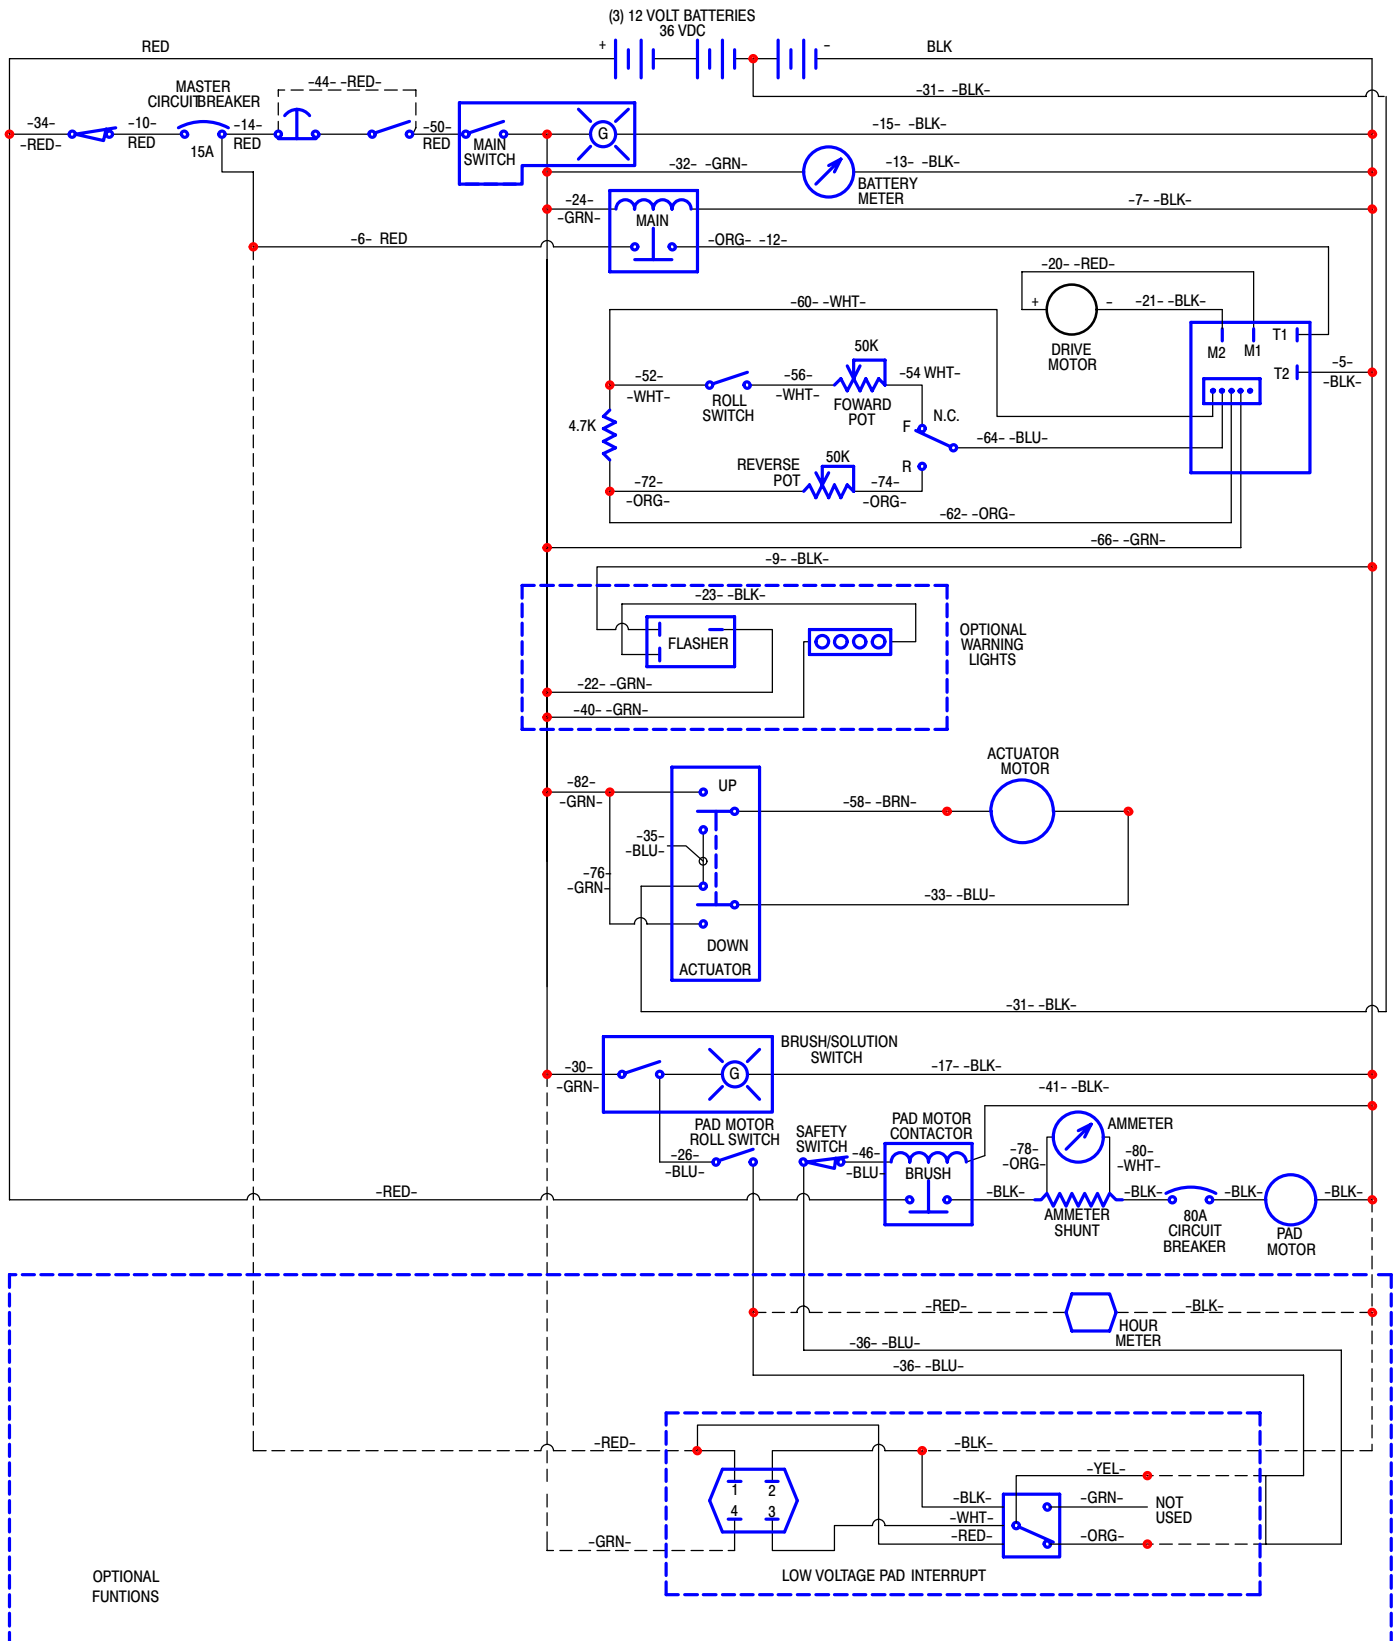 (3) 12 VOLT BATTERIES
36 VDC
RED
+
-
BLK
-31- -BLK-
-44- -RED-
MASTER
CIRCUITBREAKER
-34-
-RED-
-10-
RED
15A
-14-
RED
-50-
RED
MAIN
SWITCH
G
-15- -BLK-
-32- -GRN-
-13- -BLK-
BATTERY
METER
-24-
-GRN-
MAIN
-7- -BLK-
-6- RED
-ORG- -12-
-20- -RED-
+
-
-21- -BLK-
DRIVE
MOTOR
-60- -WHT-
M2
M1
T1
T2
-5-
-BLK-
50K
-52-
-WHT-
ROLL
SWITCH
-56-
-WHT-
FOWARD
POT
-54 WHT-
4.7K
F
N.C.
-64- -BLU-
REVERSE
POT
50K
R
-72-
-ORG-
-74-
-ORG-
-62- -ORG-
-66- -GRN-
-9- -BLK-
-23- -BLK-
FLASHER
OPTIONAL
WARNING
LIGHTS
-22- -GRN-
-40- -GRN-
ACTUATOR
MOTOR
-82-
-GRN-
UP
-58- -BRN-
-35-
-BLU-
-76-
-GRN-
-33- -BLU-
DOWN
ACTUATOR
-31- -BLK-
BRUSH/SOLUTION
SWITCH
-30-
-GRN-
G
-17- -BLK-
-41- -BLK-
PAD MOTOR
ROLL SWITCH
SAFETY
SWITCH
PAD MOTOR
CONTACTOR
AMMETER
-26-
-BLU-
-46-
-BLU-
BRUSH
-78-
-ORG-
-80-
-WHT-
-RED-
-BLK-
-BLK-
-BLK-
-BLK-
AMMETER
SHUNT
80A
CIRCUIT
BREAKER
PAD
MOTOR
-RED-
-BLK-
HOUR
METER
-36- -BLU-
-36- -BLU-
-RED-
-BLK-
1
2
4
3
-YEL-
-BLK-
-GRN-
NOT
USED
-WHT-
-RED-
-ORG-
-GRN-
LOW VOLTAGE PAD INTERRUPT
OPTIONAL
FUNTIONS